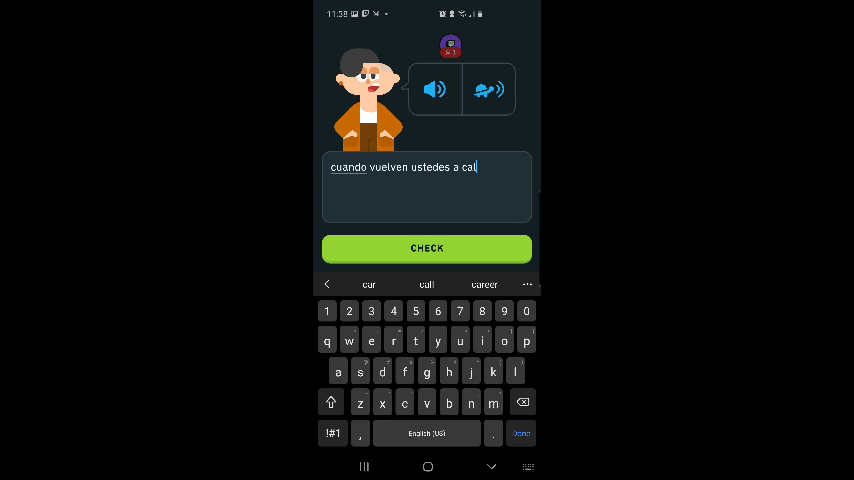 11:38
1
cuando vuelven ustedes a cal
CHECK
car call career
1 2 3 4 5 6 7 8 9 0
q w e r t y u i o p
a s d f g h j k l
z x c v b n m
!#1 , English (US) . Done